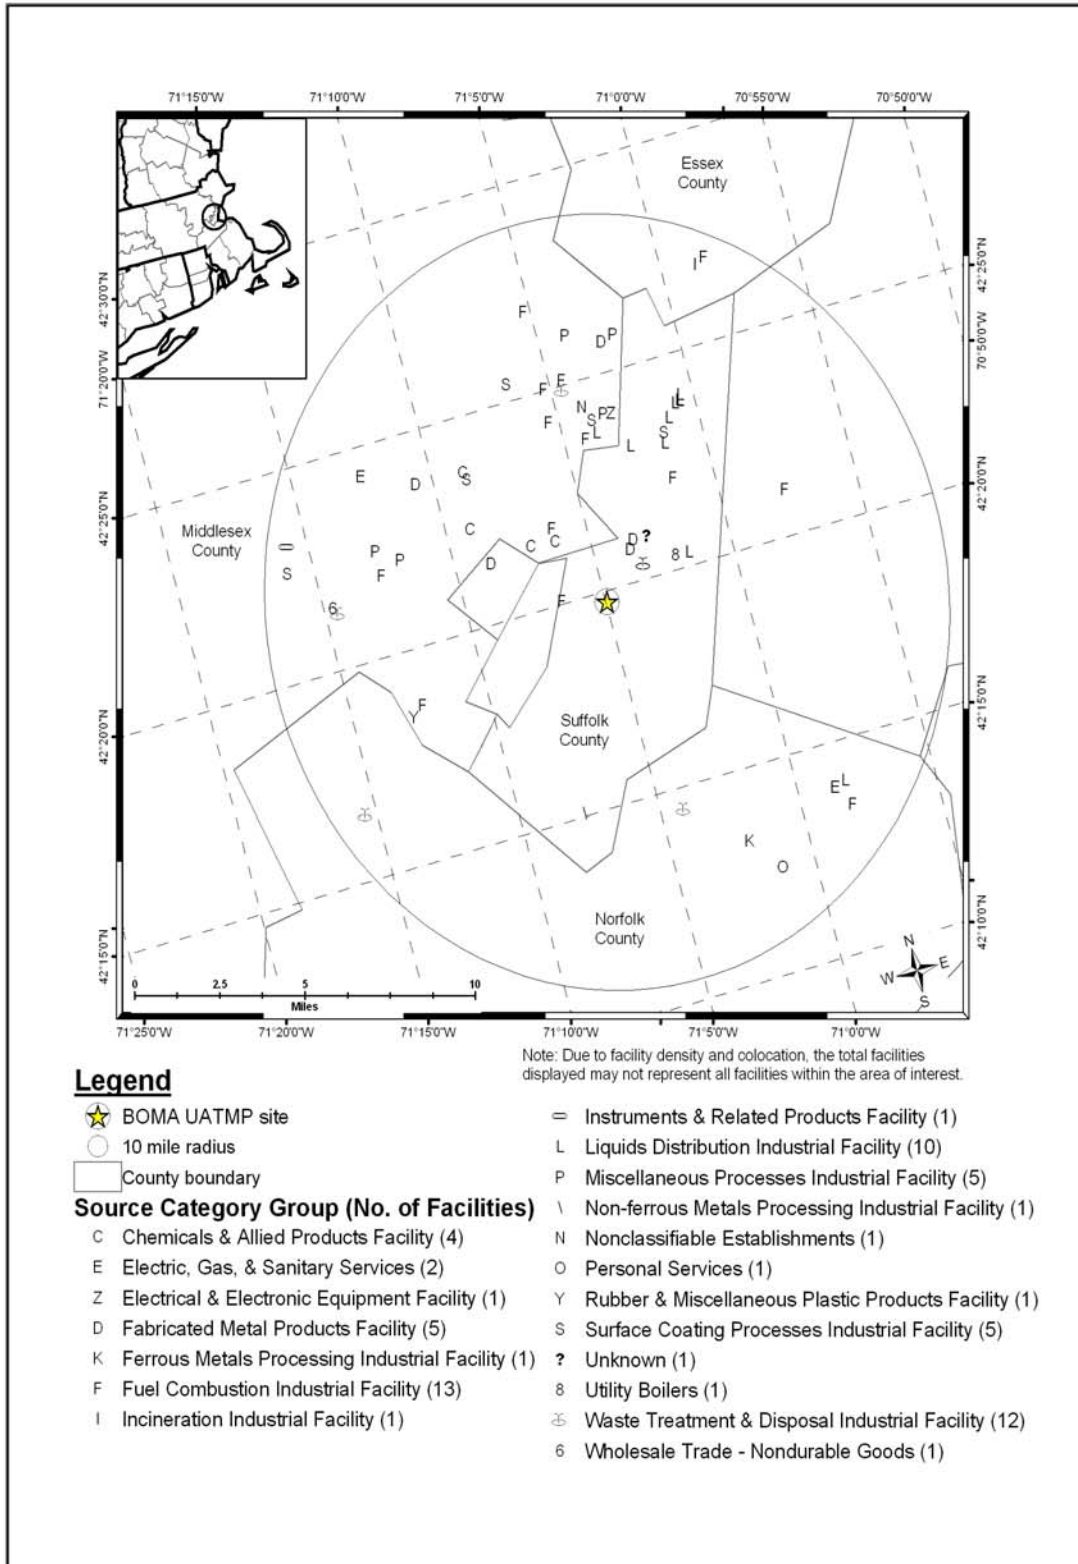 71°15'0"W 71°10'0"W 71°5'0"W 71°0'0"W 70°55'0"W 70°50'0"W
Essex
County
42°25'0"N
I F
42°30'0"N
F
P D P
70°50'0"W
71°20'0"W
S F F
L L
N S P Z
F F L
L S L L
E D C S
F F
42°20'0"N
42°25'0"N
Middlesex
County
C F C C
D D ?
P P
D
8 L
S F
6
F
42°15'0"N
42°20'0"N
Y F
Suffolk
County
E L
F
\
K
O
Norfolk
County
42°10'0"N
42°15'0"N
N
W E
S
0 2.5 5 10
Miles
71°25'0"W 71°20'0"W 71°15'0"W 71°10'0"W 71°5'0"W 71°0'0"W
Note: Due to facility density and colocation, the total facilities
displayed may not represent all facilities within the area of interest.
Legend
BOMA UATMP site
10 mile radius
County boundary
Source Category Group (No. of Facilities)
C Chemicals & Allied Products Facility (4)
E Electric, Gas, & Sanitary Services (2)
Z Electrical & Electronic Equipment Facility (1)
D Fabricated Metal Products Facility (5)
K Ferrous Metals Processing Industrial Facility (1)
F Fuel Combustion Industrial Facility (13)
I Incineration Industrial Facility (1)
Instruments & Related Products Facility (1)
L Liquids Distribution Industrial Facility (10)
P Miscellaneous Processes Industrial Facility (5)
\ Non-ferrous Metals Processing Industrial Facility (1)
N Nonclassifiable Establishments (1)
O Personal Services (1)
Y Rubber & Miscellaneous Plastic Products Facility (1)
S Surface Coating Processes Industrial Facility (5)
? Unknown (1)
8 Utility Boilers (1)
Waste Treatment & Disposal Industrial Facility (12)
6 Wholesale Trade - Nondurable Goods (1)